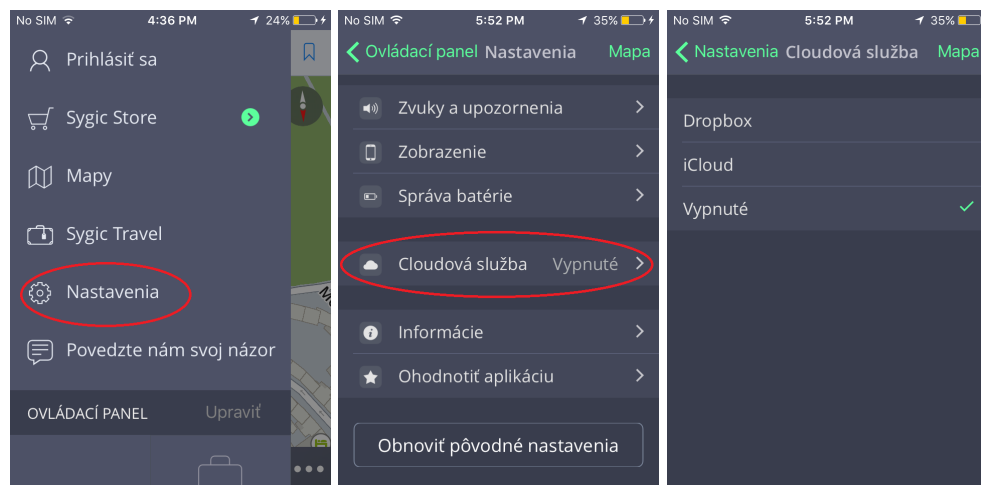 No SIM 4:36 PM 24%
Prihlásiť sa
Sygic Store
Mapy
Sygic Travel
Nastavenia
Povedzte nám svoj názor
OVLÁDACÍ PANEL Upraviť
No SIM 5:52 PM 35%
Ovládací panel Nastavenia Mapa
Zvuky a upozornenia
Zobrazenie
Správa batérie
Cloudová služba Vypnuté
Informácie
Ohodnotiť aplikáciu
Obnoviť pôvodné nastavenia
No SIM 5:52 PM 35%
Nastavenia Cloudová služba Mapa
Dropbox
iCloud
Vypnuté